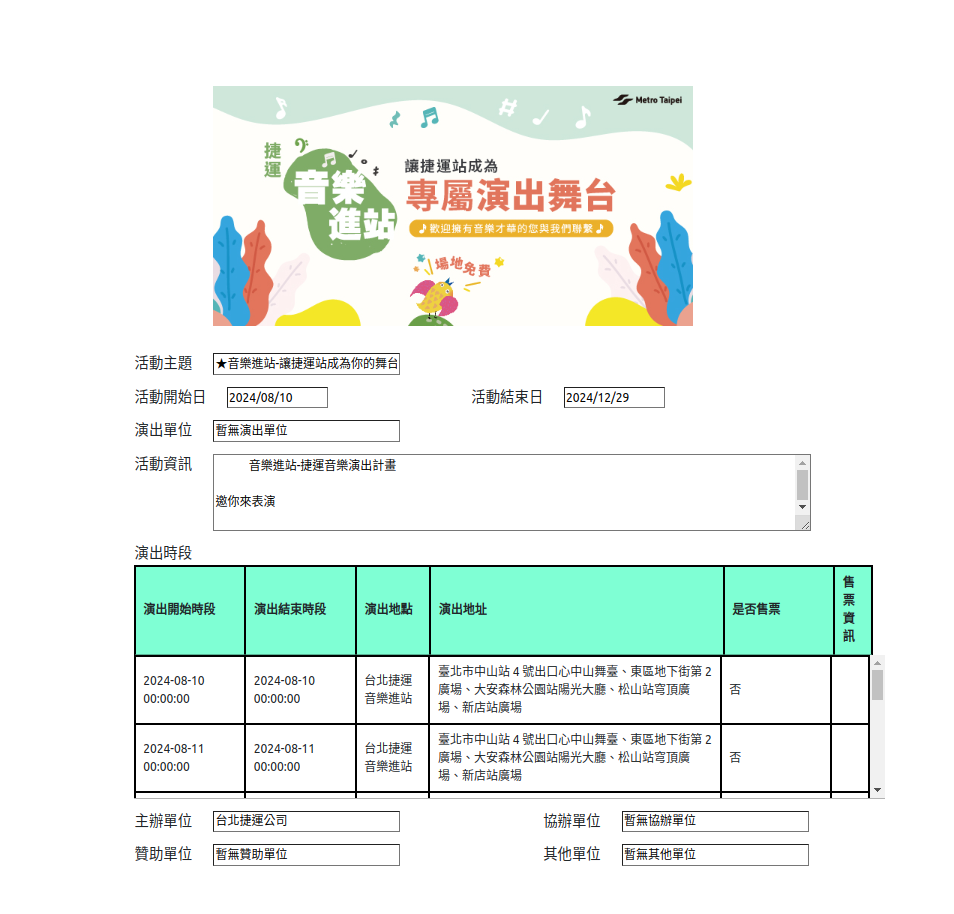 Metro Taipei
捷運
音樂
進站
讓捷運站成為
專屬演出舞台
♪歡迎擁有音樂才華的您與我們聯繫♪
場地免費
活動主題 ★音樂進站-讓捷運站成為你的舞台
活動開始日 2024/08/10 活動結束日 2024/12/29
演出單位 暫無演出單位
活動資訊 音樂進站-捷運音樂演出計畫
邀你來表演
演出時段
演出開始時段 演出結束時段 演出地點 演出地址 是否售票 售票資訊
2024-08-10 00:00:00 2024-08-10 00:00:00 台北捷運音樂進站 臺北市中山站 4 號出口心中山舞臺、東區地下街第 2 廣場、大安森林公園站陽光大廳、松山站穹頂廣場、新店站廣場 否
2024-08-11 00:00:00 2024-08-11 00:00:00 台北捷運音樂進站 臺北市中山站 4 號出口心中山舞臺、東區地下街第 2 廣場、大安森林公園站陽光大廳、松山站穹頂廣場、新店站廣場 否
主辦單位 台北捷運公司 協辦單位 暫無協辦單位
贊助單位 暫無贊助單位 其他單位 暫無其他單位